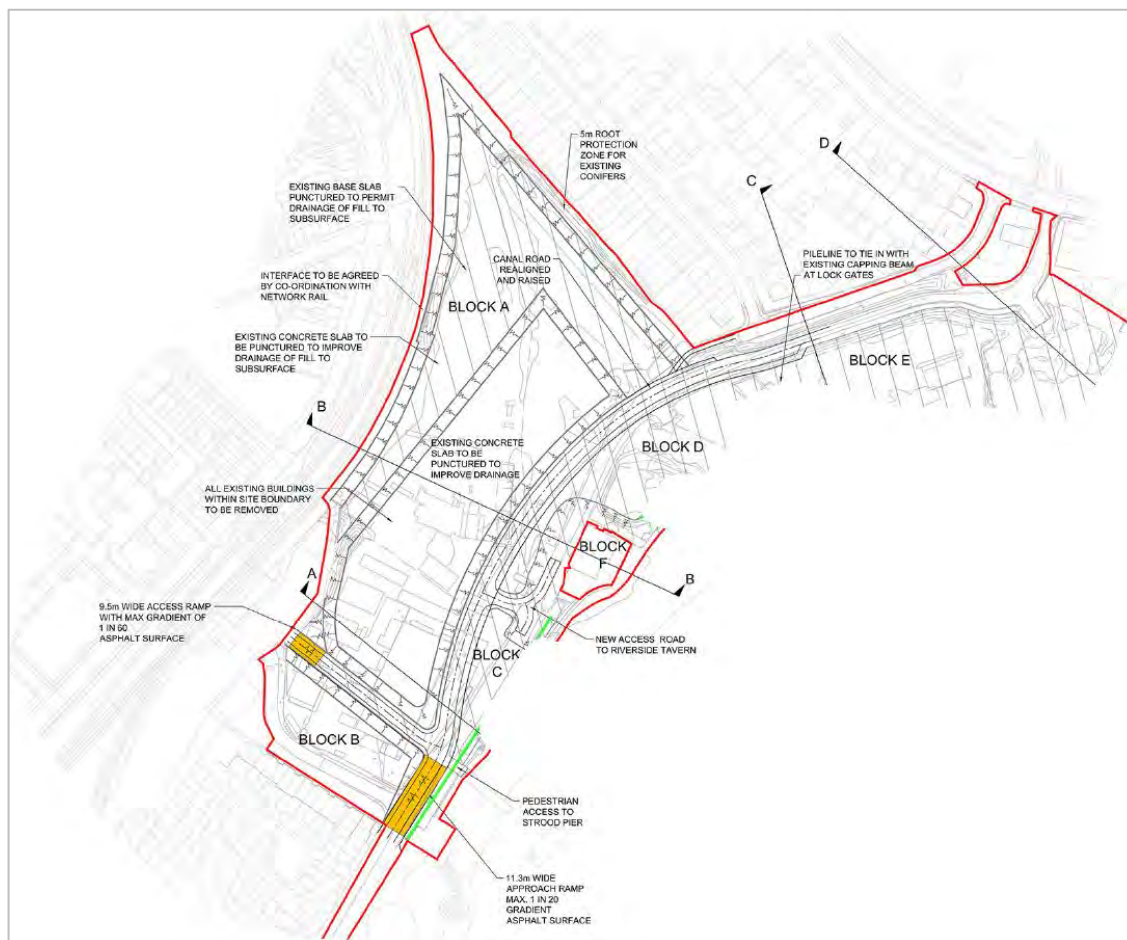 5m ROOT
PROTECTION
ZONE FOR
EXISTING
CONIFERS
D
C
EXISTING BASE SLAB
PUNCTURED TO PERMIT
DRAINAGE OF FILL TO
SUBSURFACE
CANAL ROAD
REALIGNED
AND RAISED
PILELINE TO TIE IN WITH
EXISTING CAPPING BEAM
AT LOCK GATES
INTERFACE TO BE AGREED
BY CO-ORDINATION WITH
NETWORK RAIL
BLOCK A
EXISTING CONCRETE SLAB TO
BE PUNCTURED TO IMPROVE
DRAINAGE OF FILL TO
SUBSURFACE
BLOCK E
B
EXISTING CONCRETE
SLAB TO BE
PUNCTURED TO
IMPROVE DRAINAGE
BLOCK D
ALL EXISTING BUILDINGS
WITHIN SITE BOUNDARY
TO BE REMOVED
BLOCK
F
A
B
9.5m WIDE ACCESS RAMP
WITH MAX GRADIENT OF
1 IN 60
ASPHALT SURFACE
NEW ACCESS ROAD
TO RIVERSIDE TAVERN
BLOCK
C
BLOCK B
PEDESTRIAN
ACCESS TO
STROOD PIER
11.3m WIDE
APPROACH RAMP
MAX. 1 IN 20
GRADIENT
ASPHALT SURFACE